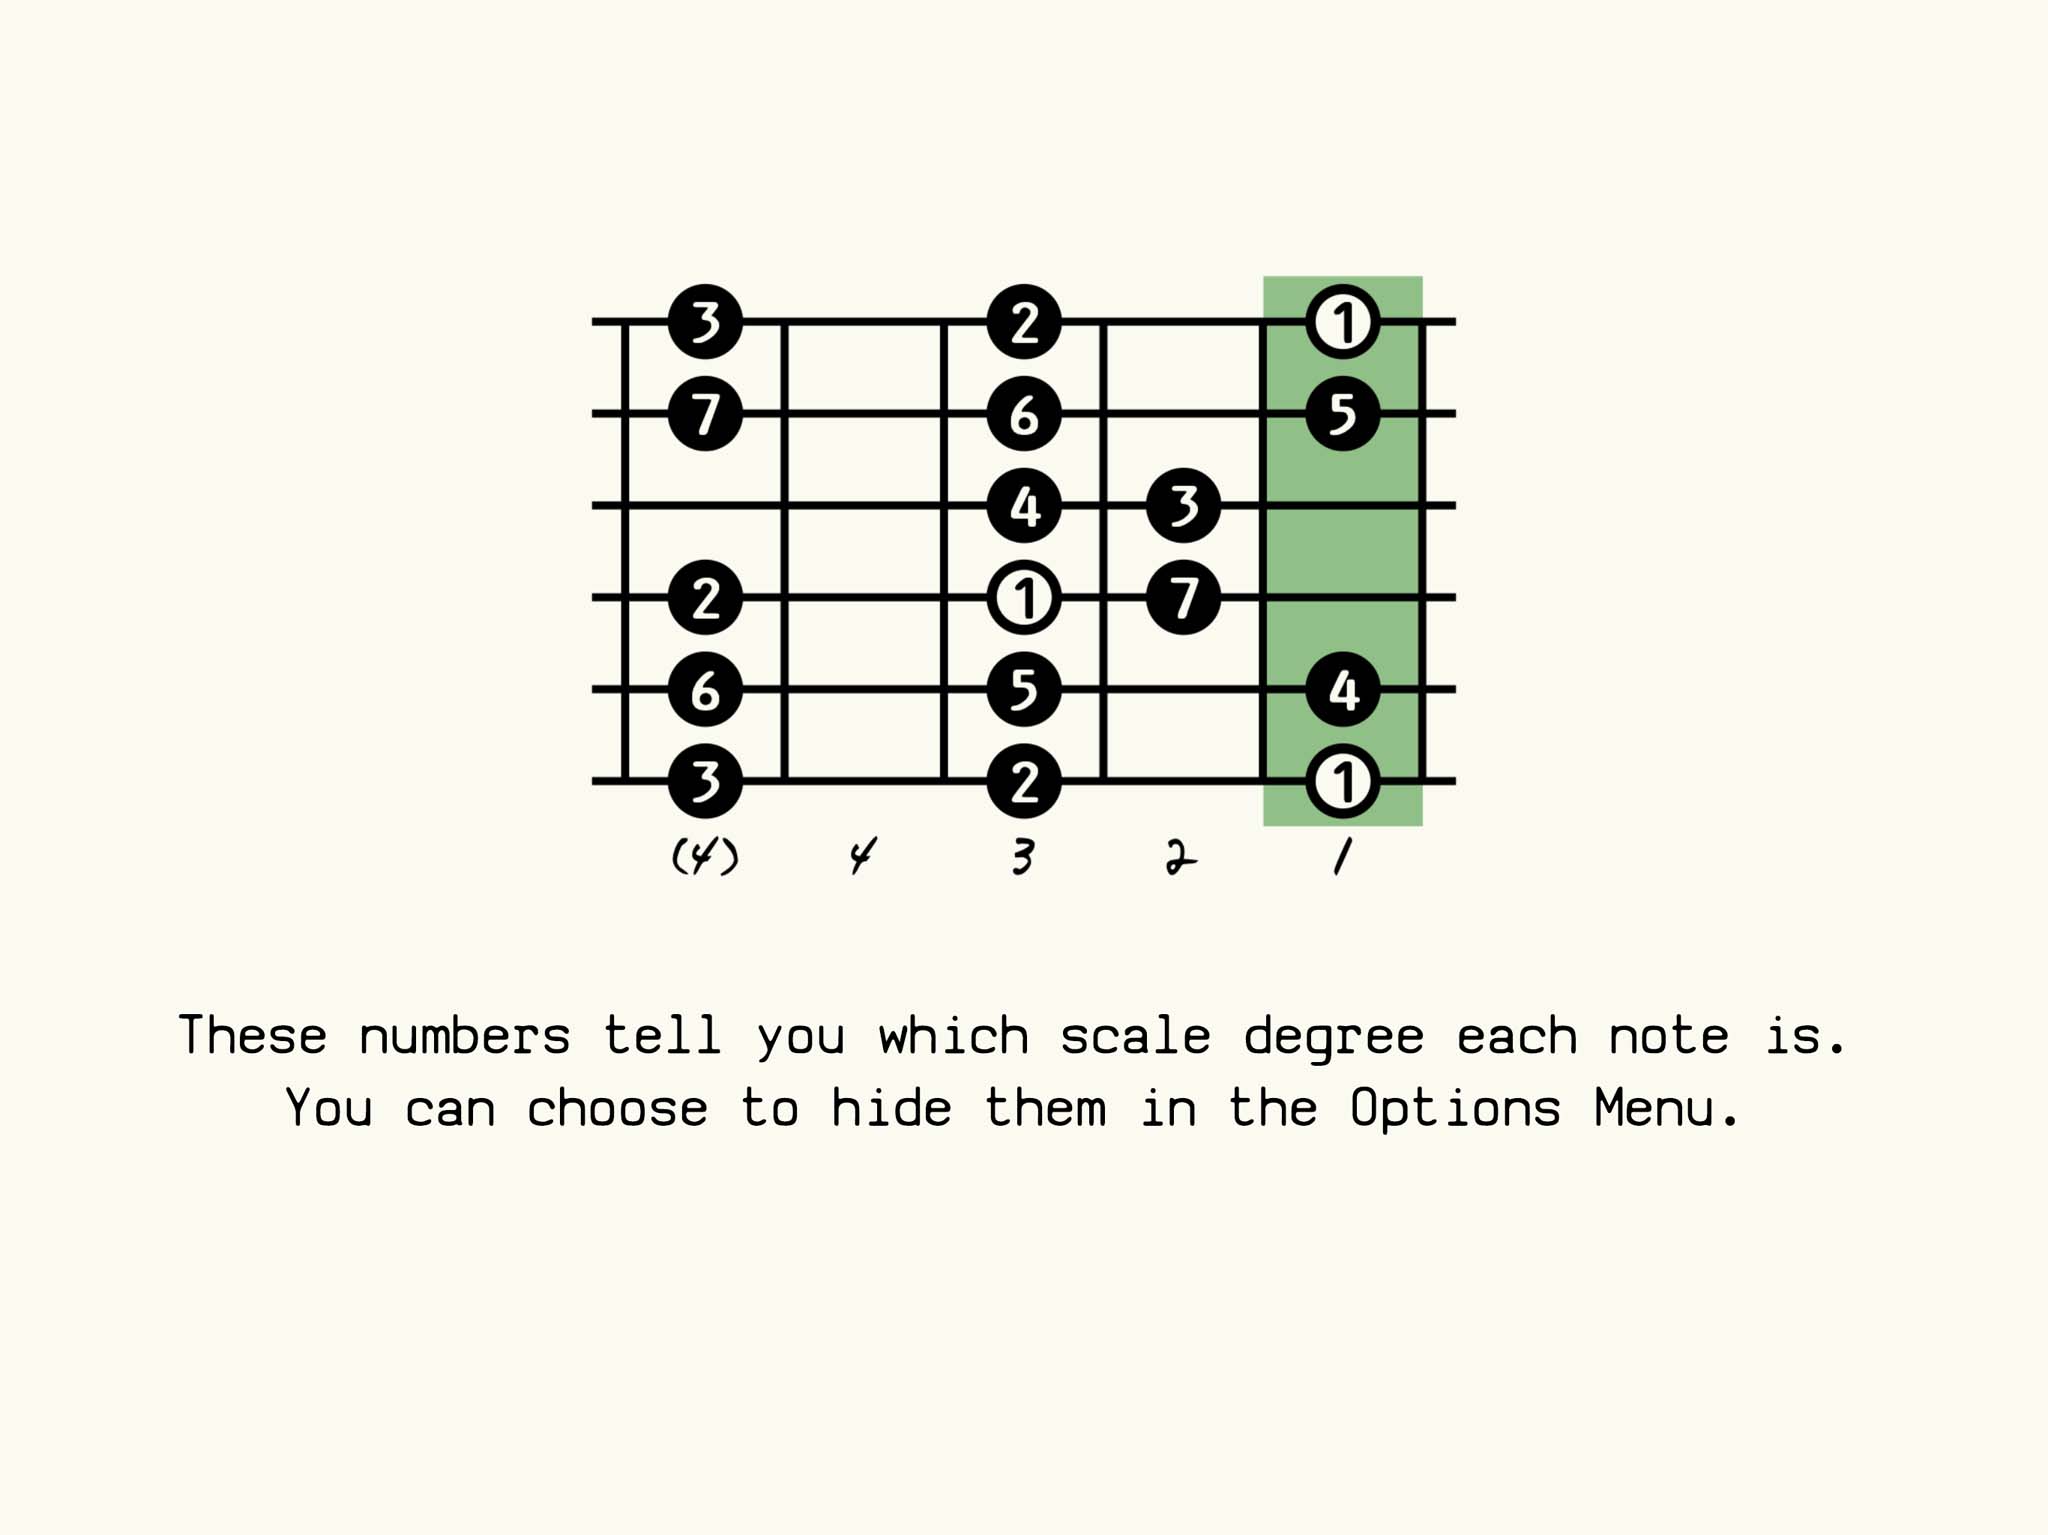 3 2 1
7 6 5
4 3
2 1 7
6 5 4
3 2 1
(4) 4 3 2 1
These numbers tell you which scale degree each note is.
You can choose to hide them in the Options Menu.